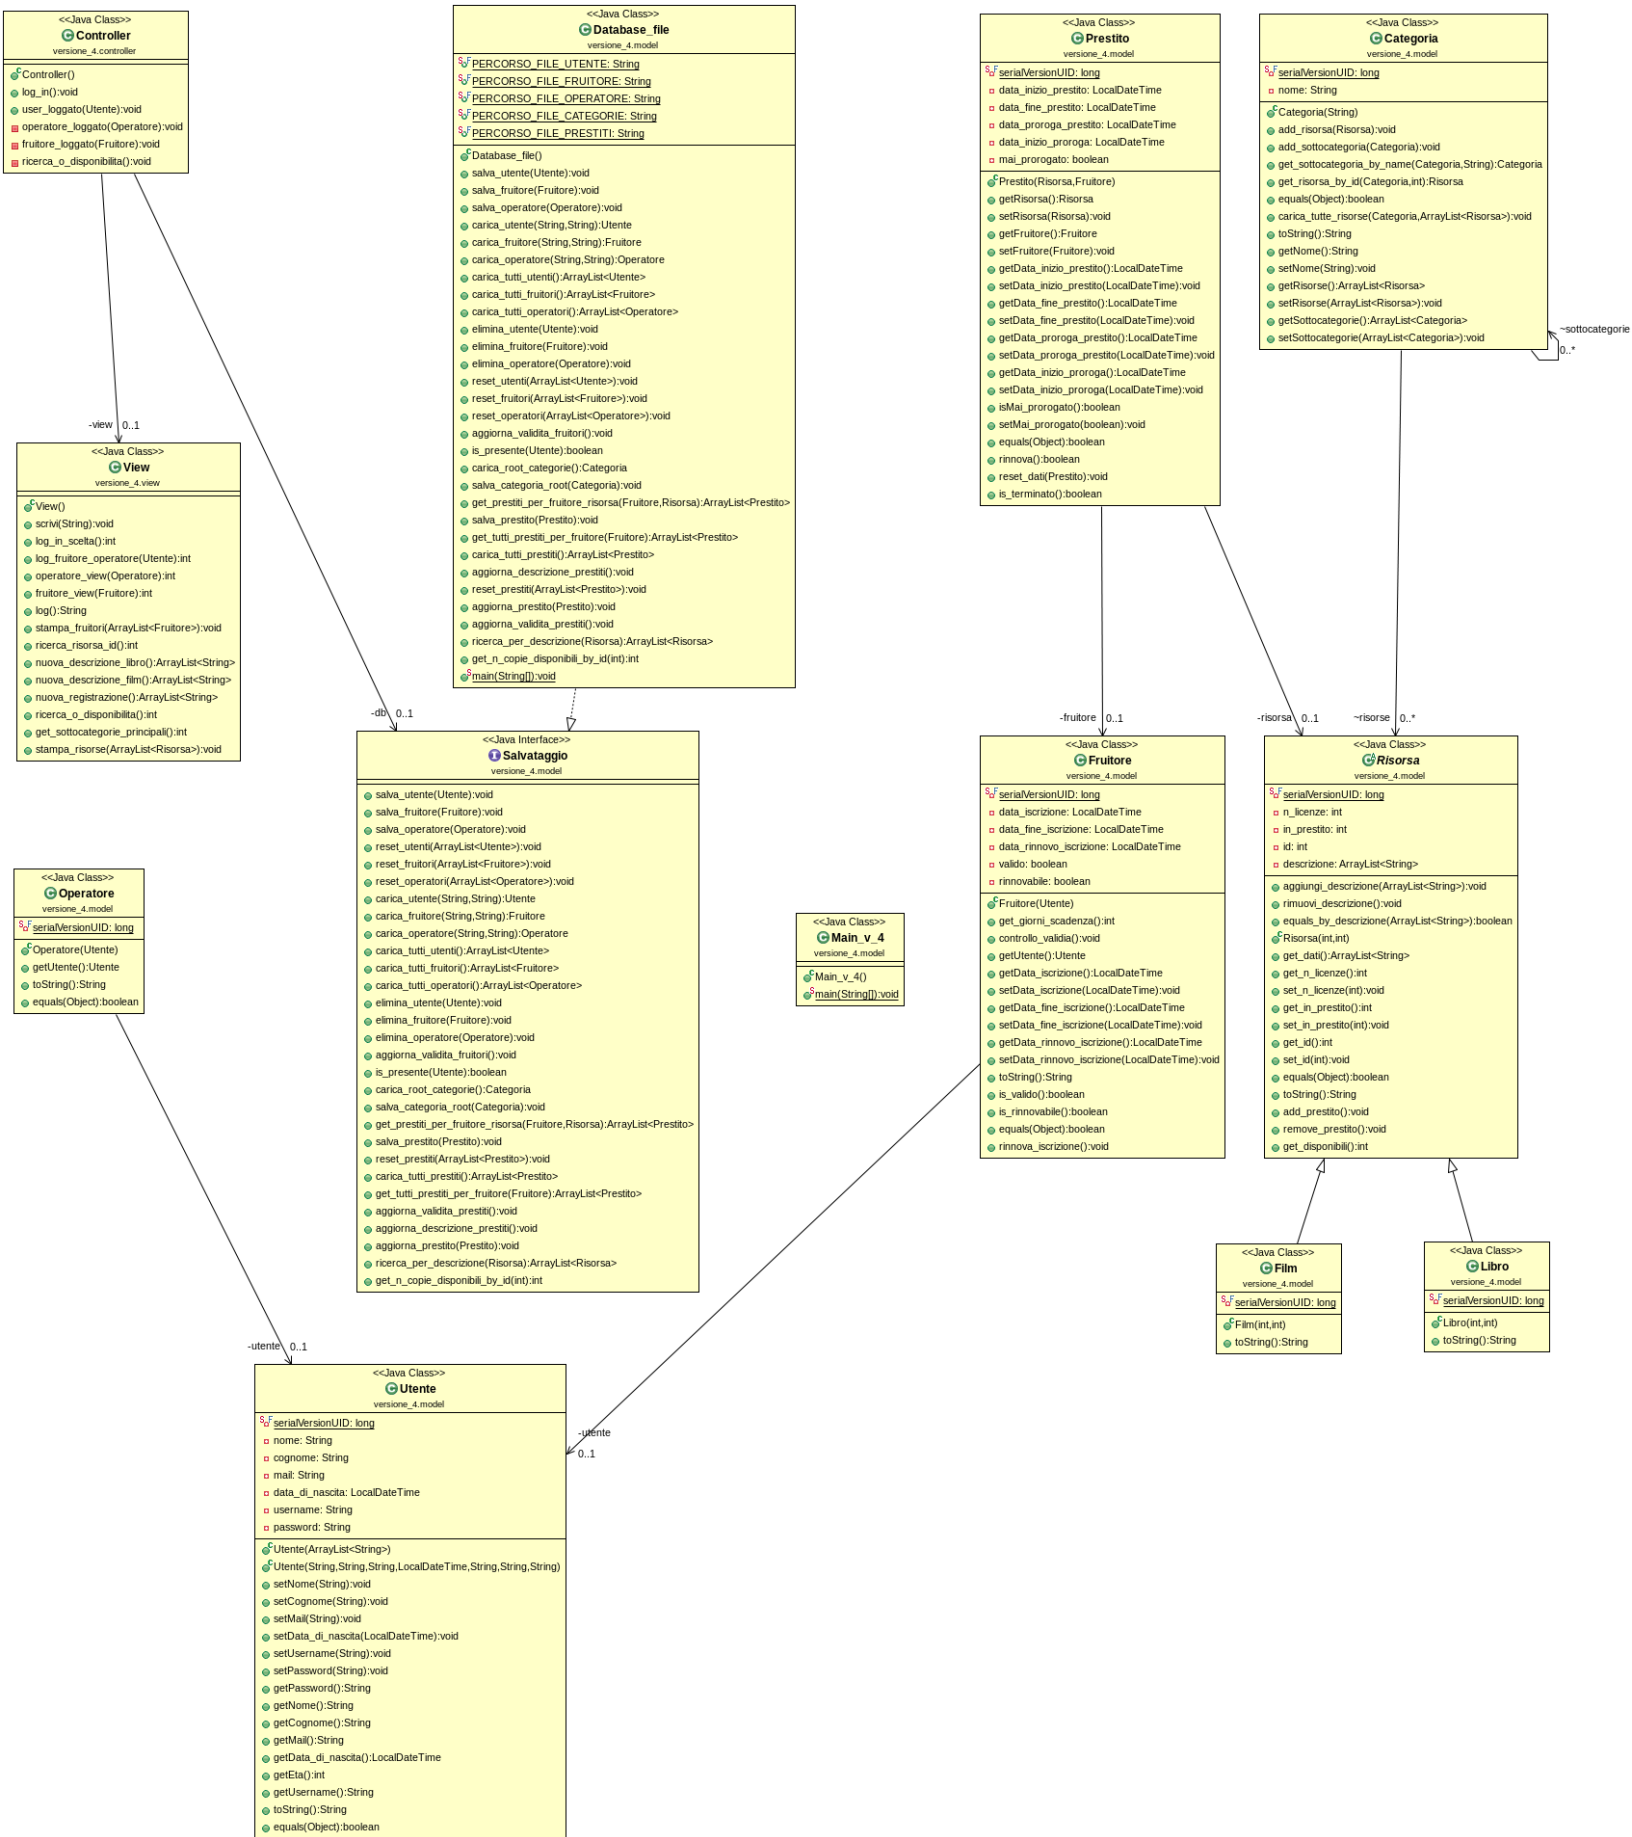 <<Java Class>>
Controller
versione_4.controller
Controller()
log_in():void
user_loggato(Utente):void
operatore_loggato(Operatore):void
fruitore_loggato(Fruitore):void
ricerca_o_disponibilita():void
<<Java Class>>
Database_file
versione_4.model
PERCORSO_FILE_UTENTE: String
PERCORSO_FILE_FRUITORE: String
PERCORSO_FILE_OPERATORE: String
PERCORSO_FILE_CATEGORIE: String
PERCORSO_FILE_PRESTITI: String
Database_file()
salva_utente(Utente):void
salva_fruitore(Fruitore):void
salva_operatore(Operatore):void
carica_utente(String,String):Utente
carica_fruitore(String,String):Fruitore
carica_operatore(String,String):Operatore
carica_tutti_utenti():ArrayList<Utente>
carica_tutti_fruitori():ArrayList<Fruitore>
carica_tutti_operatori():ArrayList<Operatore>
elimina_utente(Utente):void
elimina_fruitore(Fruitore):void
elimina_operatore(Operatore):void
reset_utenti(ArrayList<Utente>):void
reset_fruitori(ArrayList<Fruitore>):void
reset_operatori(ArrayList<Operatore>):void
aggiorna_validita_fruitori():void
is_presente(Utente):boolean
carica_root_categorie():Categoria
salva_categoria_root(Categoria):void
get_prestiti_per_fruitore_risorsa(Fruitore,Risorsa):ArrayList<Prestito>
salva_prestito(Prestito):void
get_tutti_prestiti_per_fruitore(Fruitore):ArrayList<Prestito>
carica_tutti_prestiti():ArrayList<Prestito>
aggiorna_descrizione_prestiti():void
reset_prestiti(ArrayList<Prestito>):void
aggiorna_prestito(Prestito):void
aggiorna_validita_prestiti():void
ricerca_per_descrizione(Risorsa):ArrayList<Risorsa>
get_n_copie_disponibili_by_id(int):int
main(String[]):void
<<Java Class>>
Prestito
versione_4.model
serialVersionUID: long
data_inizio_prestito: LocalDateTime
data_fine_prestito: LocalDateTime
data_proroga_prestito: LocalDateTime
data_inizio_proroga: LocalDateTime
mai_prorogato: boolean
Prestito(Risorsa,Fruitore)
getRisorsa():Risorsa
setRisorsa(Risorsa):void
getFruitore():Fruitore
setFruitore(Fruitore):void
getData_inizio_prestito():LocalDateTime
setData_inizio_prestito(LocalDateTime):void
getData_fine_prestito():LocalDateTime
setData_fine_prestito(LocalDateTime):void
getData_proroga_prestito():LocalDateTime
setData_proroga_prestito(LocalDateTime):void
getData_inizio_proroga():LocalDateTime
setData_inizio_proroga(LocalDateTime):void
isMai_prorogato():boolean
setMai_prorogato(boolean):void
equals(Object):boolean
rinnova():boolean
reset_dati(Prestito):void
is_terminato():boolean
<<Java Class>>
Categoria
versione_4.model
serialVersionUID: long
nome: String
Categoria(String)
add_risorsa(Risorsa):void
add_sottocategoria(Categoria):void
get_sottocategoria_by_name(Categoria,String):Categoria
get_risorsa_by_id(Categoria,int):Risorsa
equals(Object):boolean
carica_tutte_risorse(Categoria,ArrayList<Risorsa>):void
toString():String
getNome():String
setNome(String):void
getRisorse():ArrayList<Risorsa>
setRisorse(ArrayList<Risorsa>):void
getSottocategorie():ArrayList<Categoria>
setSottocategorie(ArrayList<Categoria>):void
~sottocategorie
0..*
-view 0..1
<<Java Class>>
View
versione_4.view
View()
scrivi(String):void
log_in_scelta():int
log_fruitore_operatore(Utente):int
operatore_view(Operatore):int
fruitore_view(Fruitore):int
log():String
stampa_fruitori(ArrayList<Fruitore>):void
ricerca_risorsa_id():int
nuova_descrizione_libro():ArrayList<String>
nuova_descrizione_film():ArrayList<String>
nuova_registrazione():ArrayList<String>
ricerca_o_disponibilita():int
get_sottocategorie_principali():int
stampa_risorse(ArrayList<Risorsa>):void
-db 0..1
<<Java Interface>>
Salvataggio
versione_4.model
salva_utente(Utente):void
salva_fruitore(Fruitore):void
salva_operatore(Operatore):void
reset_utenti(ArrayList<Utente>):void
reset_fruitori(ArrayList<Fruitore>):void
reset_operatori(ArrayList<Operatore>):void
carica_utente(String,String):Utente
carica_fruitore(String,String):Fruitore
carica_operatore(String,String):Operatore
carica_tutti_utenti():ArrayList<Utente>
carica_tutti_fruitori():ArrayList<Fruitore>
carica_tutti_operatori():ArrayList<Operatore>
elimina_utente(Utente):void
elimina_fruitore(Fruitore):void
elimina_operatore(Operatore):void
aggiorna_validita_fruitori():void
is_presente(Utente):boolean
carica_root_categorie():Categoria
salva_categoria_root(Categoria):void
get_prestiti_per_fruitore_risorsa(Fruitore,Risorsa):ArrayList<Prestito>
salva_prestito(Prestito):void
reset_prestiti(ArrayList<Prestito>):void
carica_tutti_prestiti():ArrayList<Prestito>
get_tutti_prestiti_per_fruitore(Fruitore):ArrayList<Prestito>
aggiorna_validita_prestiti():void
aggiorna_descrizione_prestiti():void
aggiorna_prestito(Prestito):void
ricerca_per_descrizione(Risorsa):ArrayList<Risorsa>
get_n_copie_disponibili_by_id(int):int
-fruitore 0..1
<<Java Class>>
Fruitore
versione_4.model
serialVersionUID: long
data_iscrizione: LocalDateTime
data_fine_iscrizione: LocalDateTime
data_rinnovo_iscrizione: LocalDateTime
valido: boolean
rinnovabile: boolean
Fruitore(Utente)
get_giorni_scadenza():int
controllo_validia():void
getUtente():Utente
getData_iscrizione():LocalDateTime
setData_iscrizione(LocalDateTime):void
getData_fine_iscrizione():LocalDateTime
setData_fine_iscrizione(LocalDateTime):void
getData_rinnovo_iscrizione():LocalDateTime
setData_rinnovo_iscrizione(LocalDateTime):void
toString():String
is_valido():boolean
is_rinnovabile():boolean
equals(Object):boolean
rinnova_iscrizione():void
-risorsa 0..1
~risorse 0..*
<<Java Class>>
Risorsa
versione_4.model
serialVersionUID: long
n_licenze: int
in_prestito: int
id: int
descrizione: ArrayList<String>
aggiungi_descrizione(ArrayList<String>):void
rimuovi_descrizione():void
equals_by_descrizione(ArrayList<String>):boolean
Risorsa(int,int)
get_dati():ArrayList<String>
get_n_licenze():int
set_n_licenze(int):void
get_in_prestito():int
set_in_prestito(int):void
get_id():int
set_id(int):void
equals(Object):boolean
toString():String
add_prestito():void
remove_prestito():void
get_disponibili():int
<<Java Class>>
Operatore
versione_4.model
serialVersionUID: long
Operatore(Utente)
getUtente():Utente
toString():String
equals(Object):boolean
<<Java Class>>
Main_v_4
versione_4.model
Main_v_4()
main(String[]):void
<<Java Class>>
Film
versione_4.model
serialVersionUID: long
Film(int,int)
toString():String
<<Java Class>>
Libro
versione_4.model
serialVersionUID: long
Libro(int,int)
toString():String
-utente 0..1
-utente
0..1
<<Java Class>>
Utente
versione_4.model
serialVersionUID: long
nome: String
cognome: String
mail: String
data_di_nascita: LocalDateTime
username: String
password: String
Utente(ArrayList<String>)
Utente(String,String,String,LocalDateTime,String,String,String)
setNome(String):void
setCognome(String):void
setMail(String):void
setData_di_nascita(LocalDateTime):void
setUsername(String):void
setPassword(String):void
getPassword():String
getNome():String
getCognome():String
getMail():String
getData_di_nascita():LocalDateTime
getEta():int
getUsername():String
toString():String
equals(Object):boolean